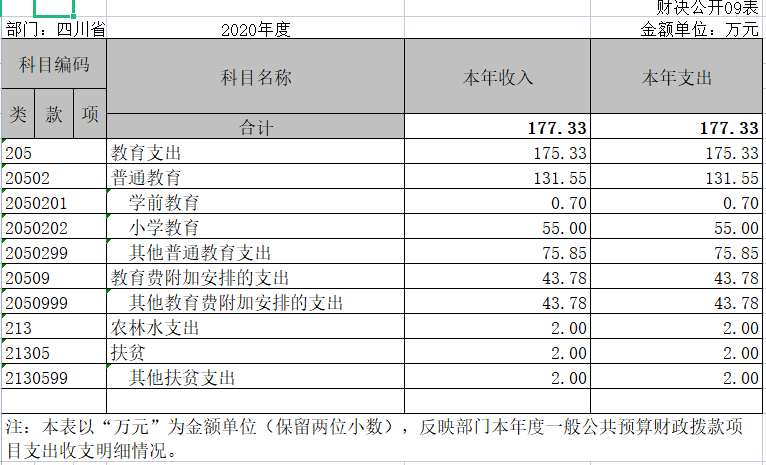 财决公开09表
部门：四川省 2020年度 金额单位：万元
科目编码 科目名称 本年收入 本年支出
类 款 项
合计 177.33 177.33
205 教育支出 175.33 175.33
20502 普通教育 131.55 131.55
2050201 学前教育 0.70 0.70
2050202 小学教育 55.00 55.00
2050299 其他普通教育支出 75.85 75.85
20509 教育费附加安排的支出 43.78 43.78
2050999 其他教育费附加安排的支出 43.78 43.78
213 农林水支出 2.00 2.00
21305 扶贫 2.00 2.00
2130599 其他扶贫支出 2.00 2.00
注：本表以“万元”为金额单位（保留两位小数），反映部门本年度一般公共预算财政拨款项
目支出收支明细情况。